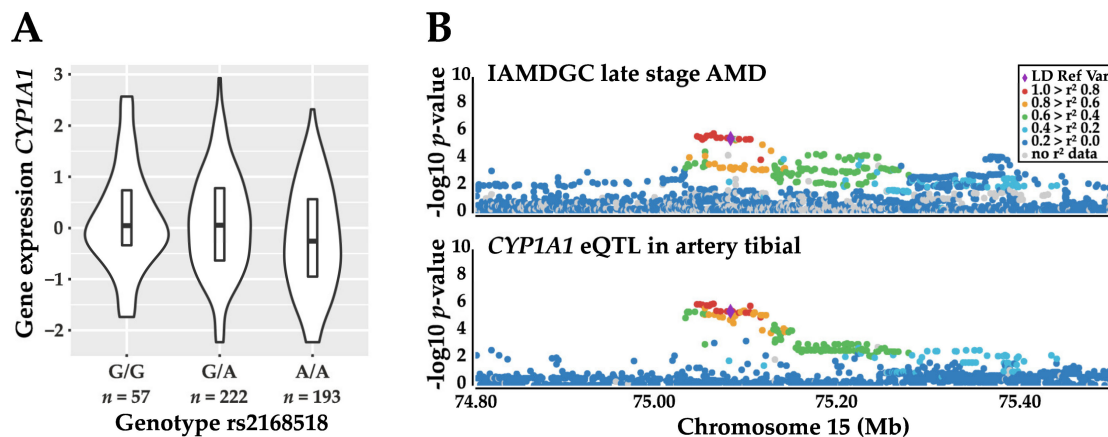 A
Gene expression CYP1A1
3
2
1
0
−1
−2
G/G G/A A/A
n = 57 n = 222 n = 193
Genotype rs2168518
B
IAMDGC late stage AMD
-log10 p-value
10
8
6
4
2
0
LD Ref Var
1.0 > r² 0.8
0.8 > r² 0.6
0.6 > r² 0.4
0.4 > r² 0.2
0.2 > r² 0.0
no r² data
CYP1A1 eQTL in artery tibial
-log10 p-value
10
8
6
4
2
0
74.80 75.00 75.20 75.40
Chromosome 15 (Mb)